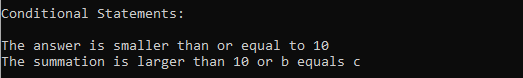 Conditional Statements:
The answer is smaller than or equal to 10
The summation is larger than 10 or b equals c